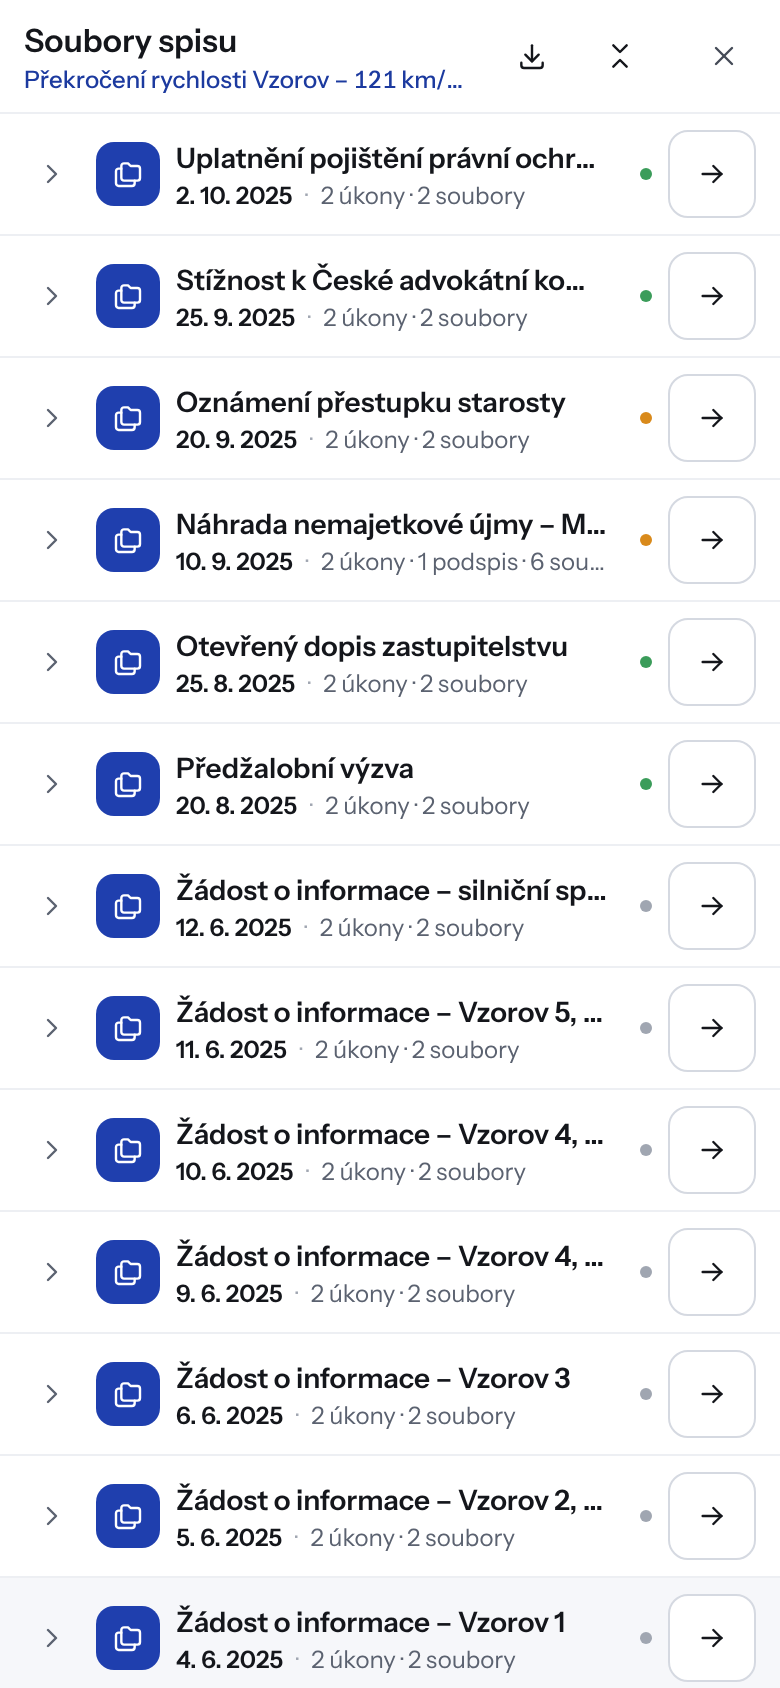 Soubory spisu
Překročení rychlosti Vzorov – 121 km/...
Uplatnění pojištění právní ochr...
2. 10. 2025 · 2 úkony · 2 soubory
Stížnost k České advokátní ko...
25. 9. 2025 · 2 úkony · 2 soubory
Oznámení přestupku starosty
20. 9. 2025 · 2 úkony · 2 soubory
Náhrada nemajetkové újmy – M...
10. 9. 2025 · 2 úkony · 1 podspis · 6 sou...
Otevřený dopis zastupitelstvu
25. 8. 2025 · 2 úkony · 2 soubory
Předžalobní výzva
20. 8. 2025 · 2 úkony · 2 soubory
Žádost o informace – silniční sp...
12. 6. 2025 · 2 úkony · 2 soubory
Žádost o informace – Vzorov 5, ...
11. 6. 2025 · 2 úkony · 2 soubory
Žádost o informace – Vzorov 4, ...
10. 6. 2025 · 2 úkony · 2 soubory
Žádost o informace – Vzorov 4, ...
9. 6. 2025 · 2 úkony · 2 soubory
Žádost o informace – Vzorov 3
6. 6. 2025 · 2 úkony · 2 soubory
Žádost o informace – Vzorov 2, ...
5. 6. 2025 · 2 úkony · 2 soubory
Žádost o informace – Vzorov 1
4. 6. 2025 · 2 úkony · 2 soubory